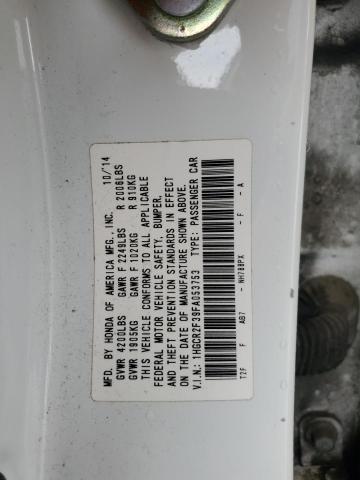 MFD. BY HONDA OF AMERICA MFG., INC. 10/14
GVWR 4200LBS GAWR F 2249LBS R 2006LBS
GVWR 1905KG GAWR F 1020KG R 910KG
THIS VEHICLE CONFORMS TO ALL APPLICABLE
FEDERAL MOTOR VEHICLE SAFETY, BUMPER,
AND THEFT PREVENTION STANDARDS IN EFFECT
ON THE DATE OF MANUFACTURE SHOWN ABOVE.
V.I.N.: 1HGCR2F39FA053753 TYPE: PASSENGER CAR
T2F F AB7 - NH788PX - F - A